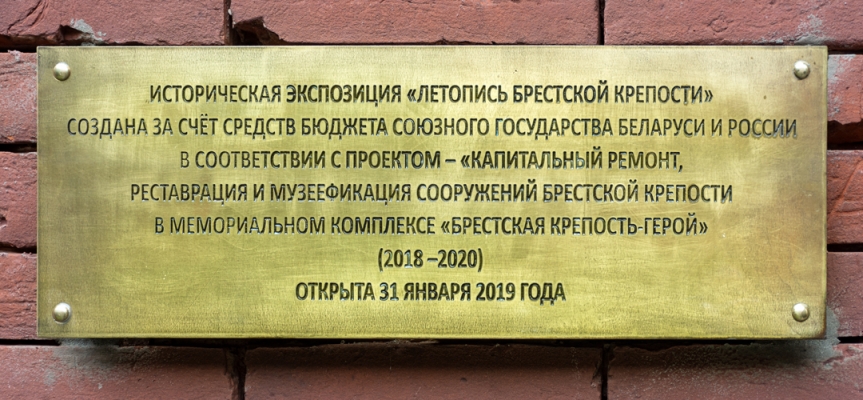 ИСТОРИЧЕСКАЯ ЭКСПОЗИЦИЯ «ЛЕТОПИСЬ БРЕСТСКОЙ КРЕПОСТИ»
СОЗДАНА ЗА СЧЁТ СРЕДСТВ БЮДЖЕТА СОЮЗНОГО ГОСУДАРСТВА БЕЛАРУСИ И РОССИИ
В СООТВЕТСТВИИ С ПРОЕКТОМ – «КАПИТАЛЬНЫЙ РЕМОНТ,
РЕСТАВРАЦИЯ И МУЗЕЕФИКАЦИЯ СООРУЖЕНИЙ БРЕСТСКОЙ КРЕПОСТИ
В МЕМОРИАЛЬНОМ КОМПЛЕКСЕ «БРЕСТСКАЯ КРЕПОСТЬ-ГЕРОЙ»
(2018 –2020)
ОТКРЫТА 31 ЯНВАРЯ 2019 ГОДА